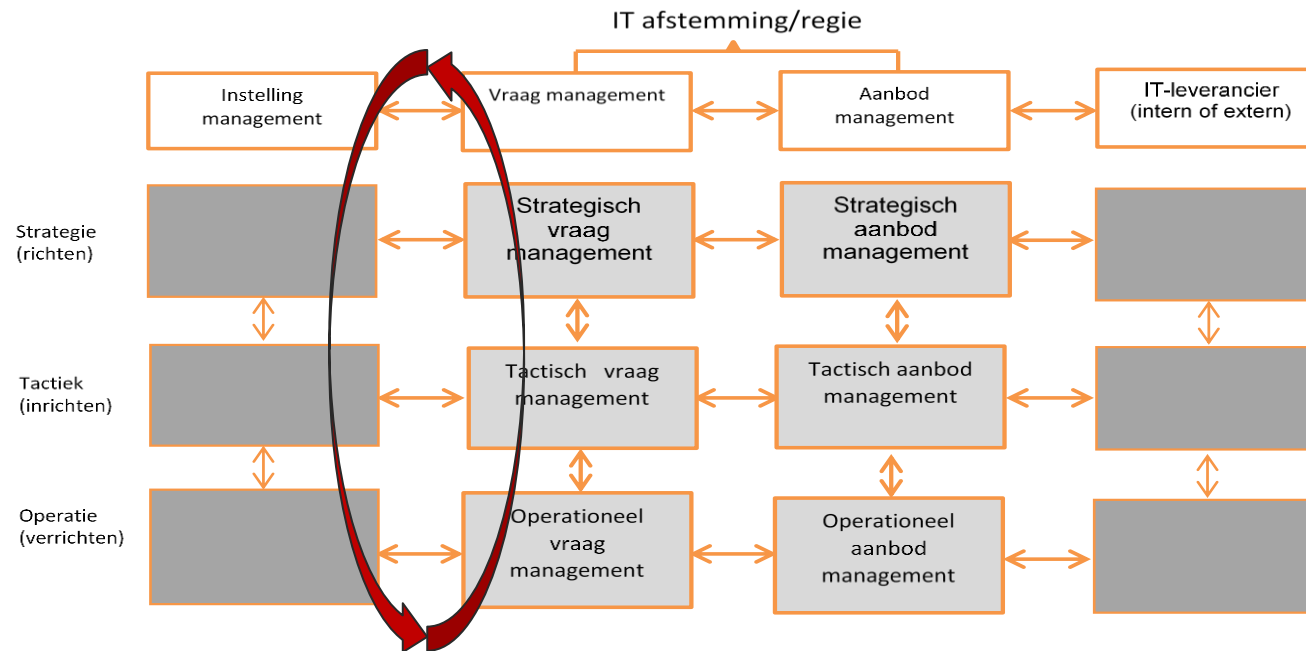 IT afstemming/regie
Instelling
management
Vraag management
Aanbod
management
IT-leverancier
(intern of extern)
Strategie
(richten)
Strategisch
vraag
management
Strategisch
aanbod
management
Tactiek
(inrichten)
Tactisch vraag
management
Tactisch aanbod
management
Operatie
(verrichten)
Operationeel
vraag
management
Operationeel
aanbod
management